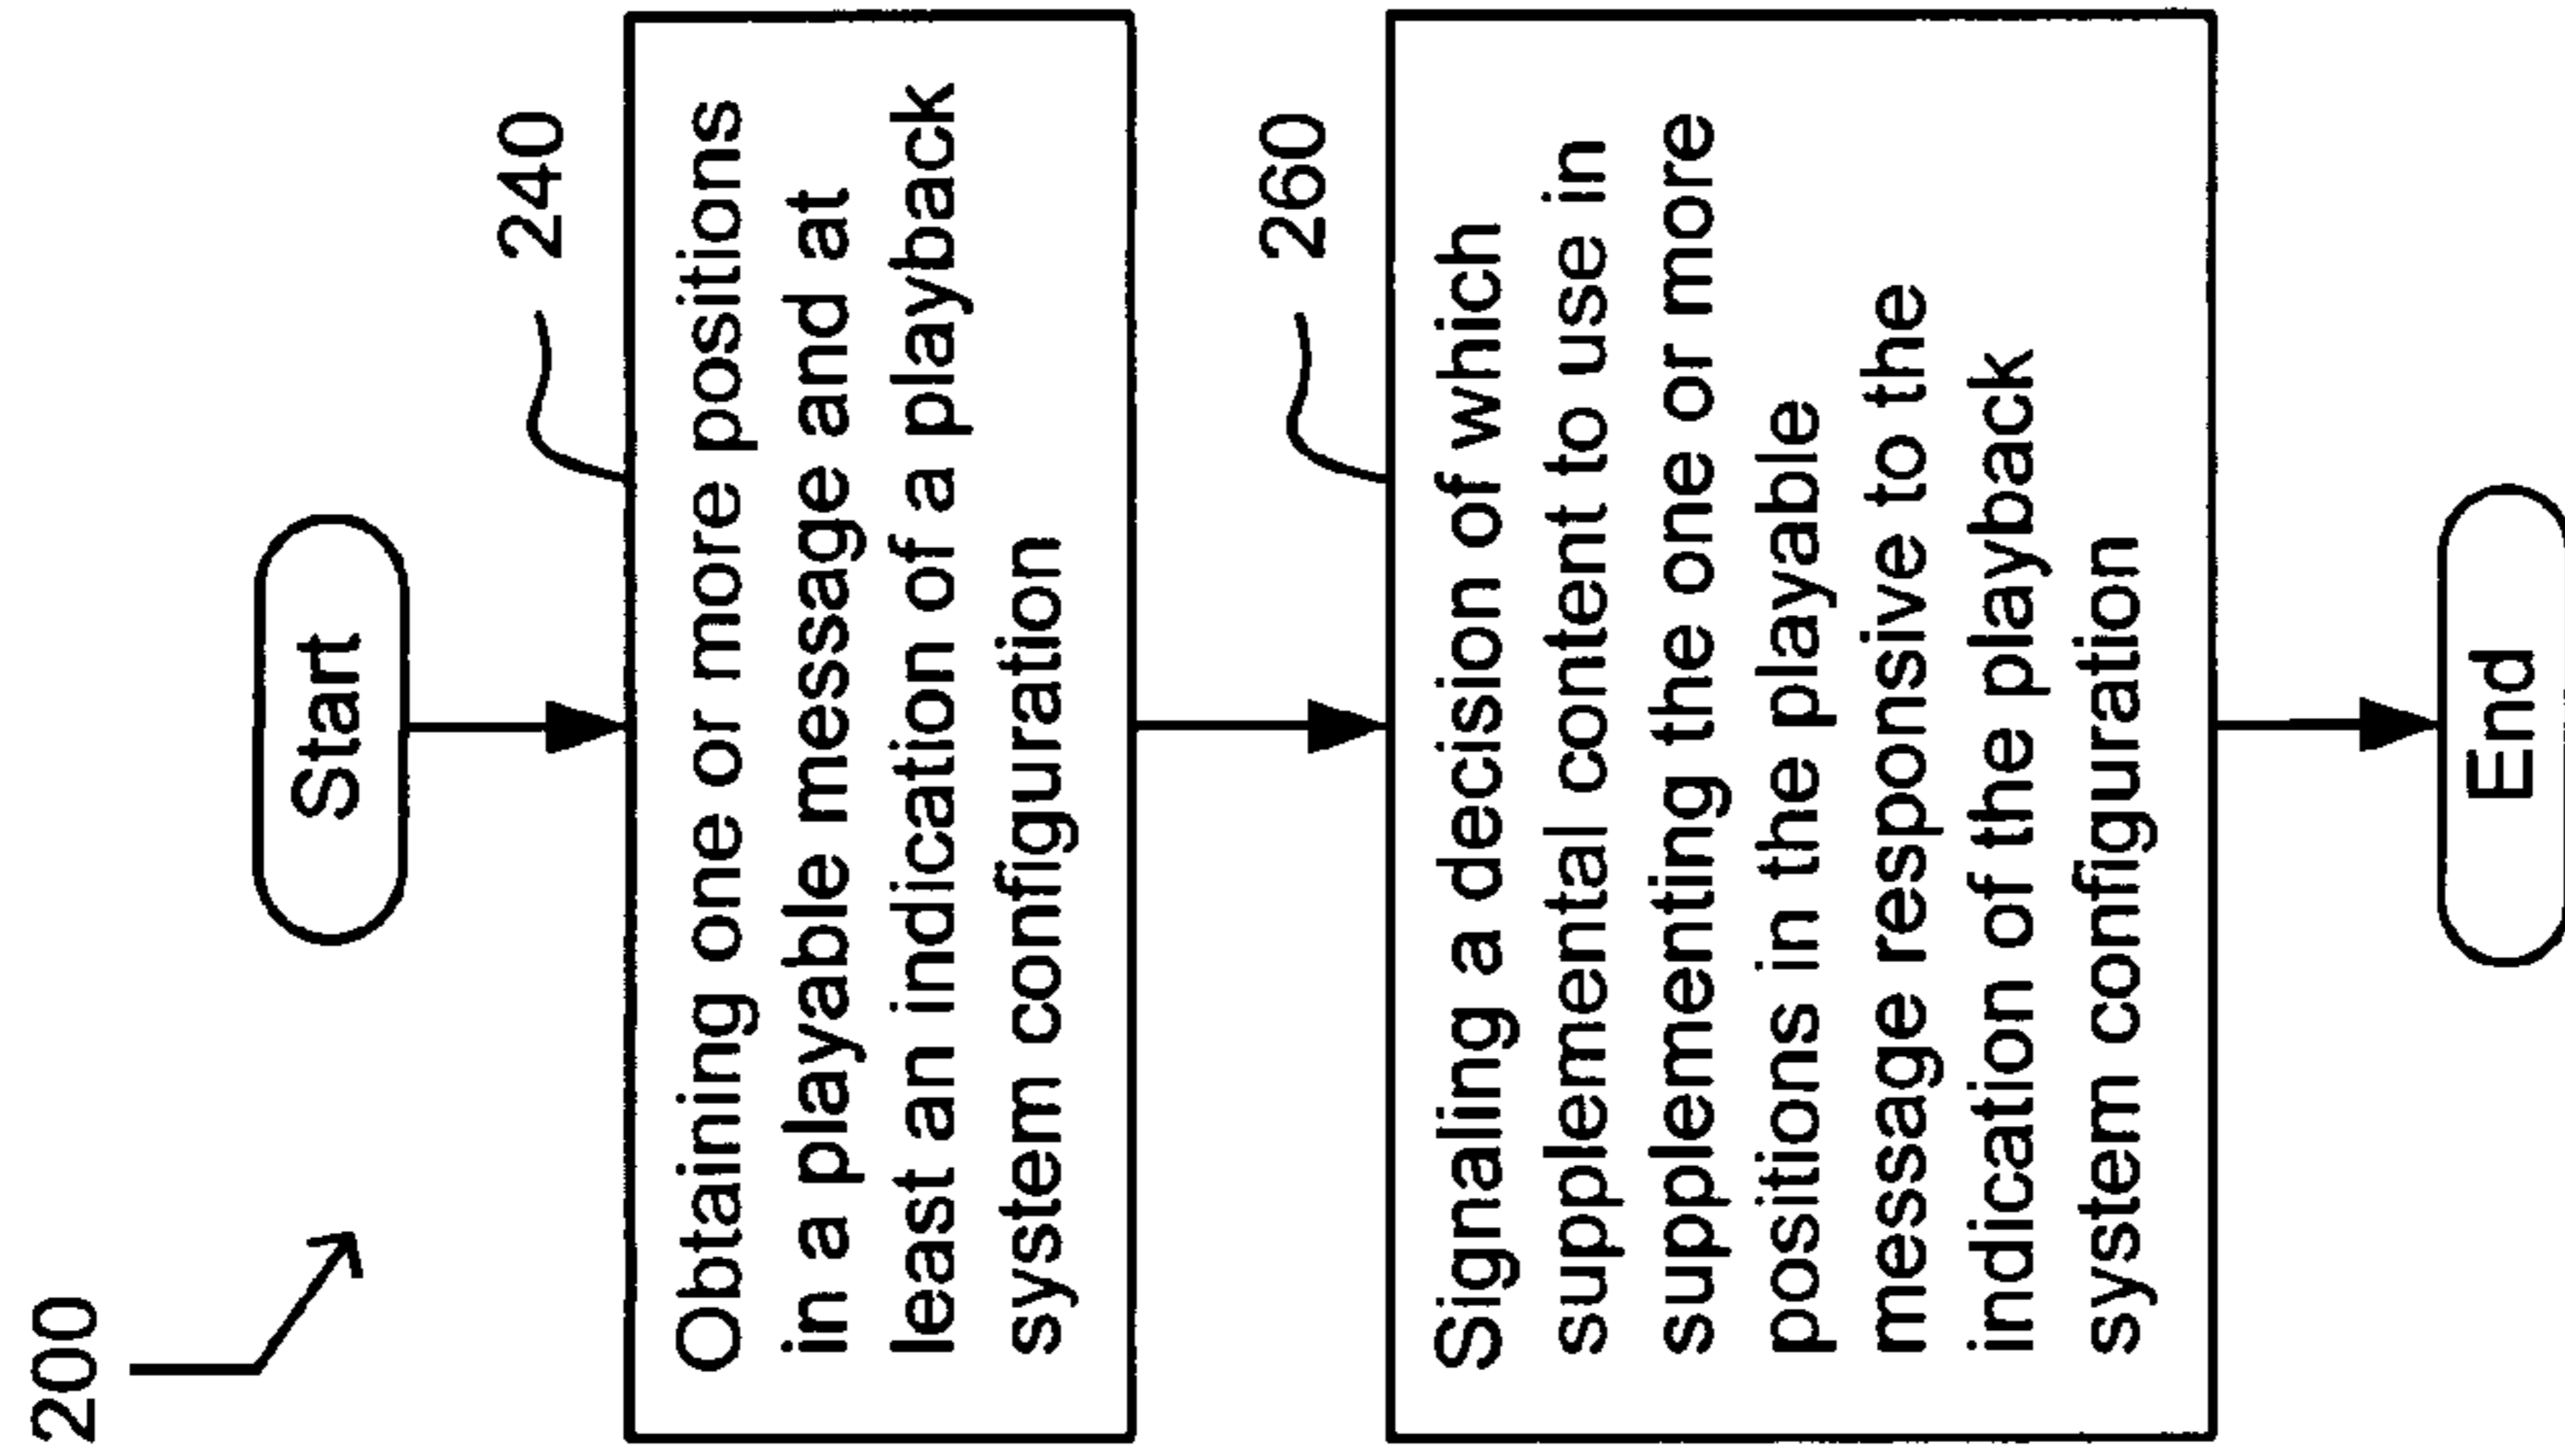 200
Start
240
Obtaining one or more positions
in a playable message and at
least an indication of a playback
system configuration
260
Signaling a decision of which
supplemental content to use in
supplementing the one or more
positions in the playable
message responsive to the
indication of the playback
system configuration
End